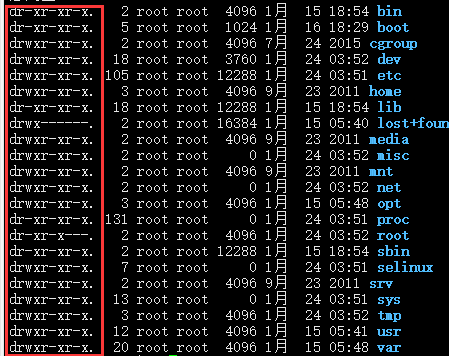 dr-xr-xr-x. 2 root root 4096 1月 15 18:54 bin
dr-xr-xr-x. 5 root root 1024 1月 16 18:29 boot
drwxr-xr-x. 2 root root 4096 7月 24 2015 cgroup
drwxr-xr-x. 18 root root 3760 1月 24 03:52 dev
drwxr-xr-x. 105 root root 12288 1月 24 03:51 etc
drwxr-xr-x. 3 root root 4096 9月 23 2011 home
dr-xr-xr-x. 18 root root 12288 1月 15 18:54 lib
drwx------. 2 root root 16384 1月 15 05:40 lost+foun
drwxr-xr-x. 2 root root 4096 9月 23 2011 media
drwxr-xr-x. 2 root root 0 1月 24 03:52 misc
drwxr-xr-x. 2 root root 4096 9月 23 2011 mnt
drwxr-xr-x. 2 root root 0 1月 24 03:52 net
drwxr-xr-x. 3 root root 4096 1月 15 05:48 opt
dr-xr-xr-x. 131 root root 0 1月 24 03:51 proc
dr-xr-x---. 2 root root 4096 1月 24 03:52 root
dr-xr-xr-x. 2 root root 12288 1月 15 18:54 sbin
drwxr-xr-x. 7 root root 0 1月 24 03:51 selinux
drwxr-xr-x. 2 root root 4096 9月 23 2011 srv
drwxr-xr-x. 13 root root 0 1月 24 03:51 sys
drwxr-xr-x. 3 root root 4096 1月 24 03:52 tmp
drwxr-xr-x. 12 root root 4096 1月 15 05:41 usr
drwxr-xr-x. 20 root root 4096 1月 15 05:48 var